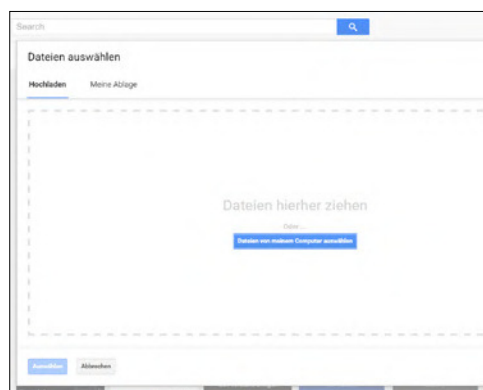 Search
Dateien auswählen
Hochladen Meine Ablage
Dateien hierher ziehen
Oder...
Dateien von meinem Computer auswählen
Auswählen Abbrechen